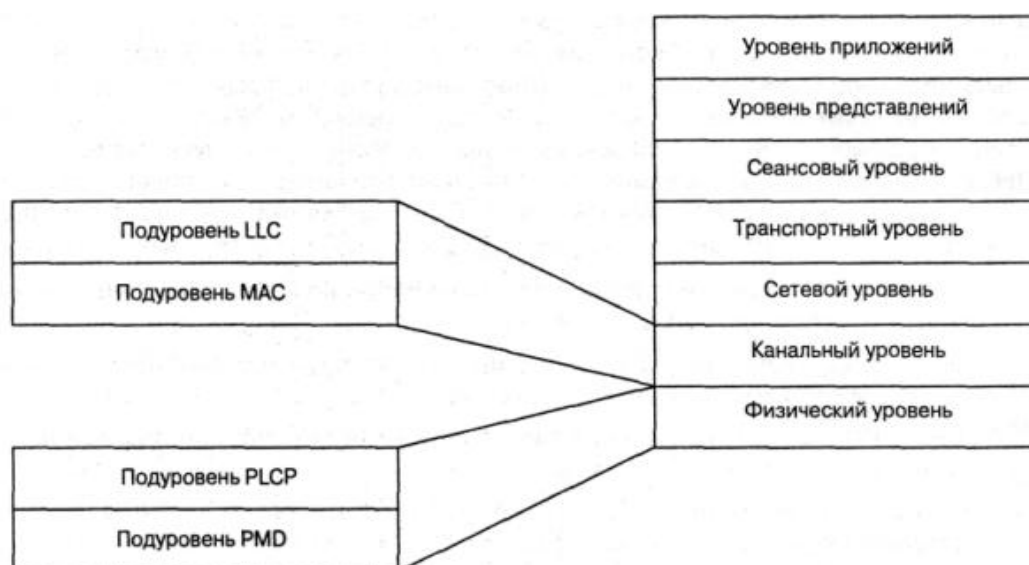 Уровень приложений
Уровень представлений
Сеансовый уровень
Транспортный уровень
Сетевой уровень
Канальный уровень
Физический уровень
Подуровень LLC
Подуровень MAC
Подуровень PLCP
Подуровень PMD